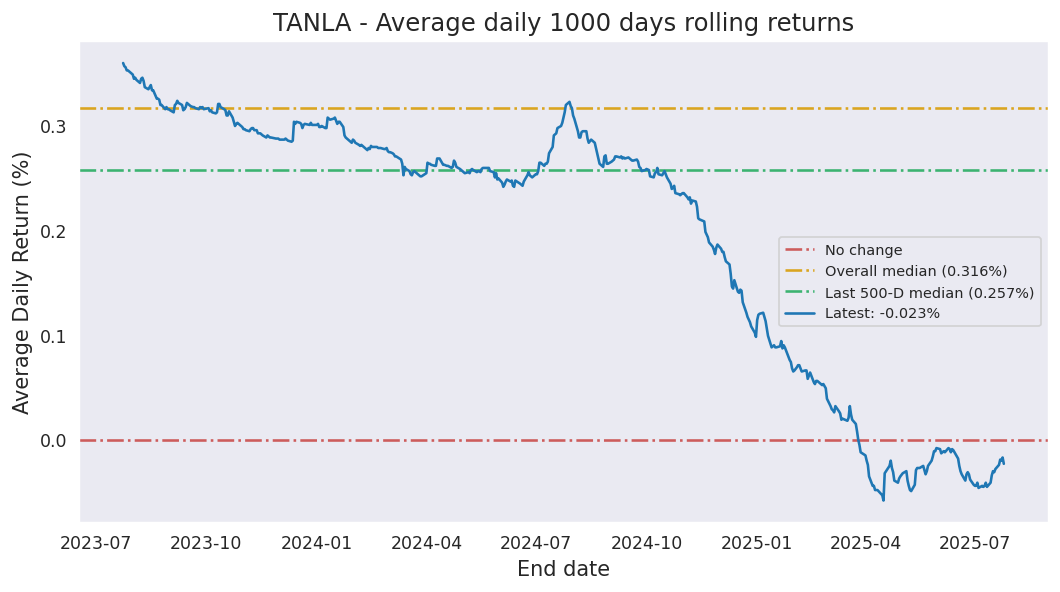 TANLA - Average daily 1000 days rolling returns
Average Daily Return (%)
0.3
0.2
0.1
0.0
No change
Overall median (0.316%)
Last 500-D median (0.257%)
Latest: -0.023%
2023-07 2023-10 2024-01 2024-04 2024-07 2024-10 2025-01 2025-04 2025-07
End date